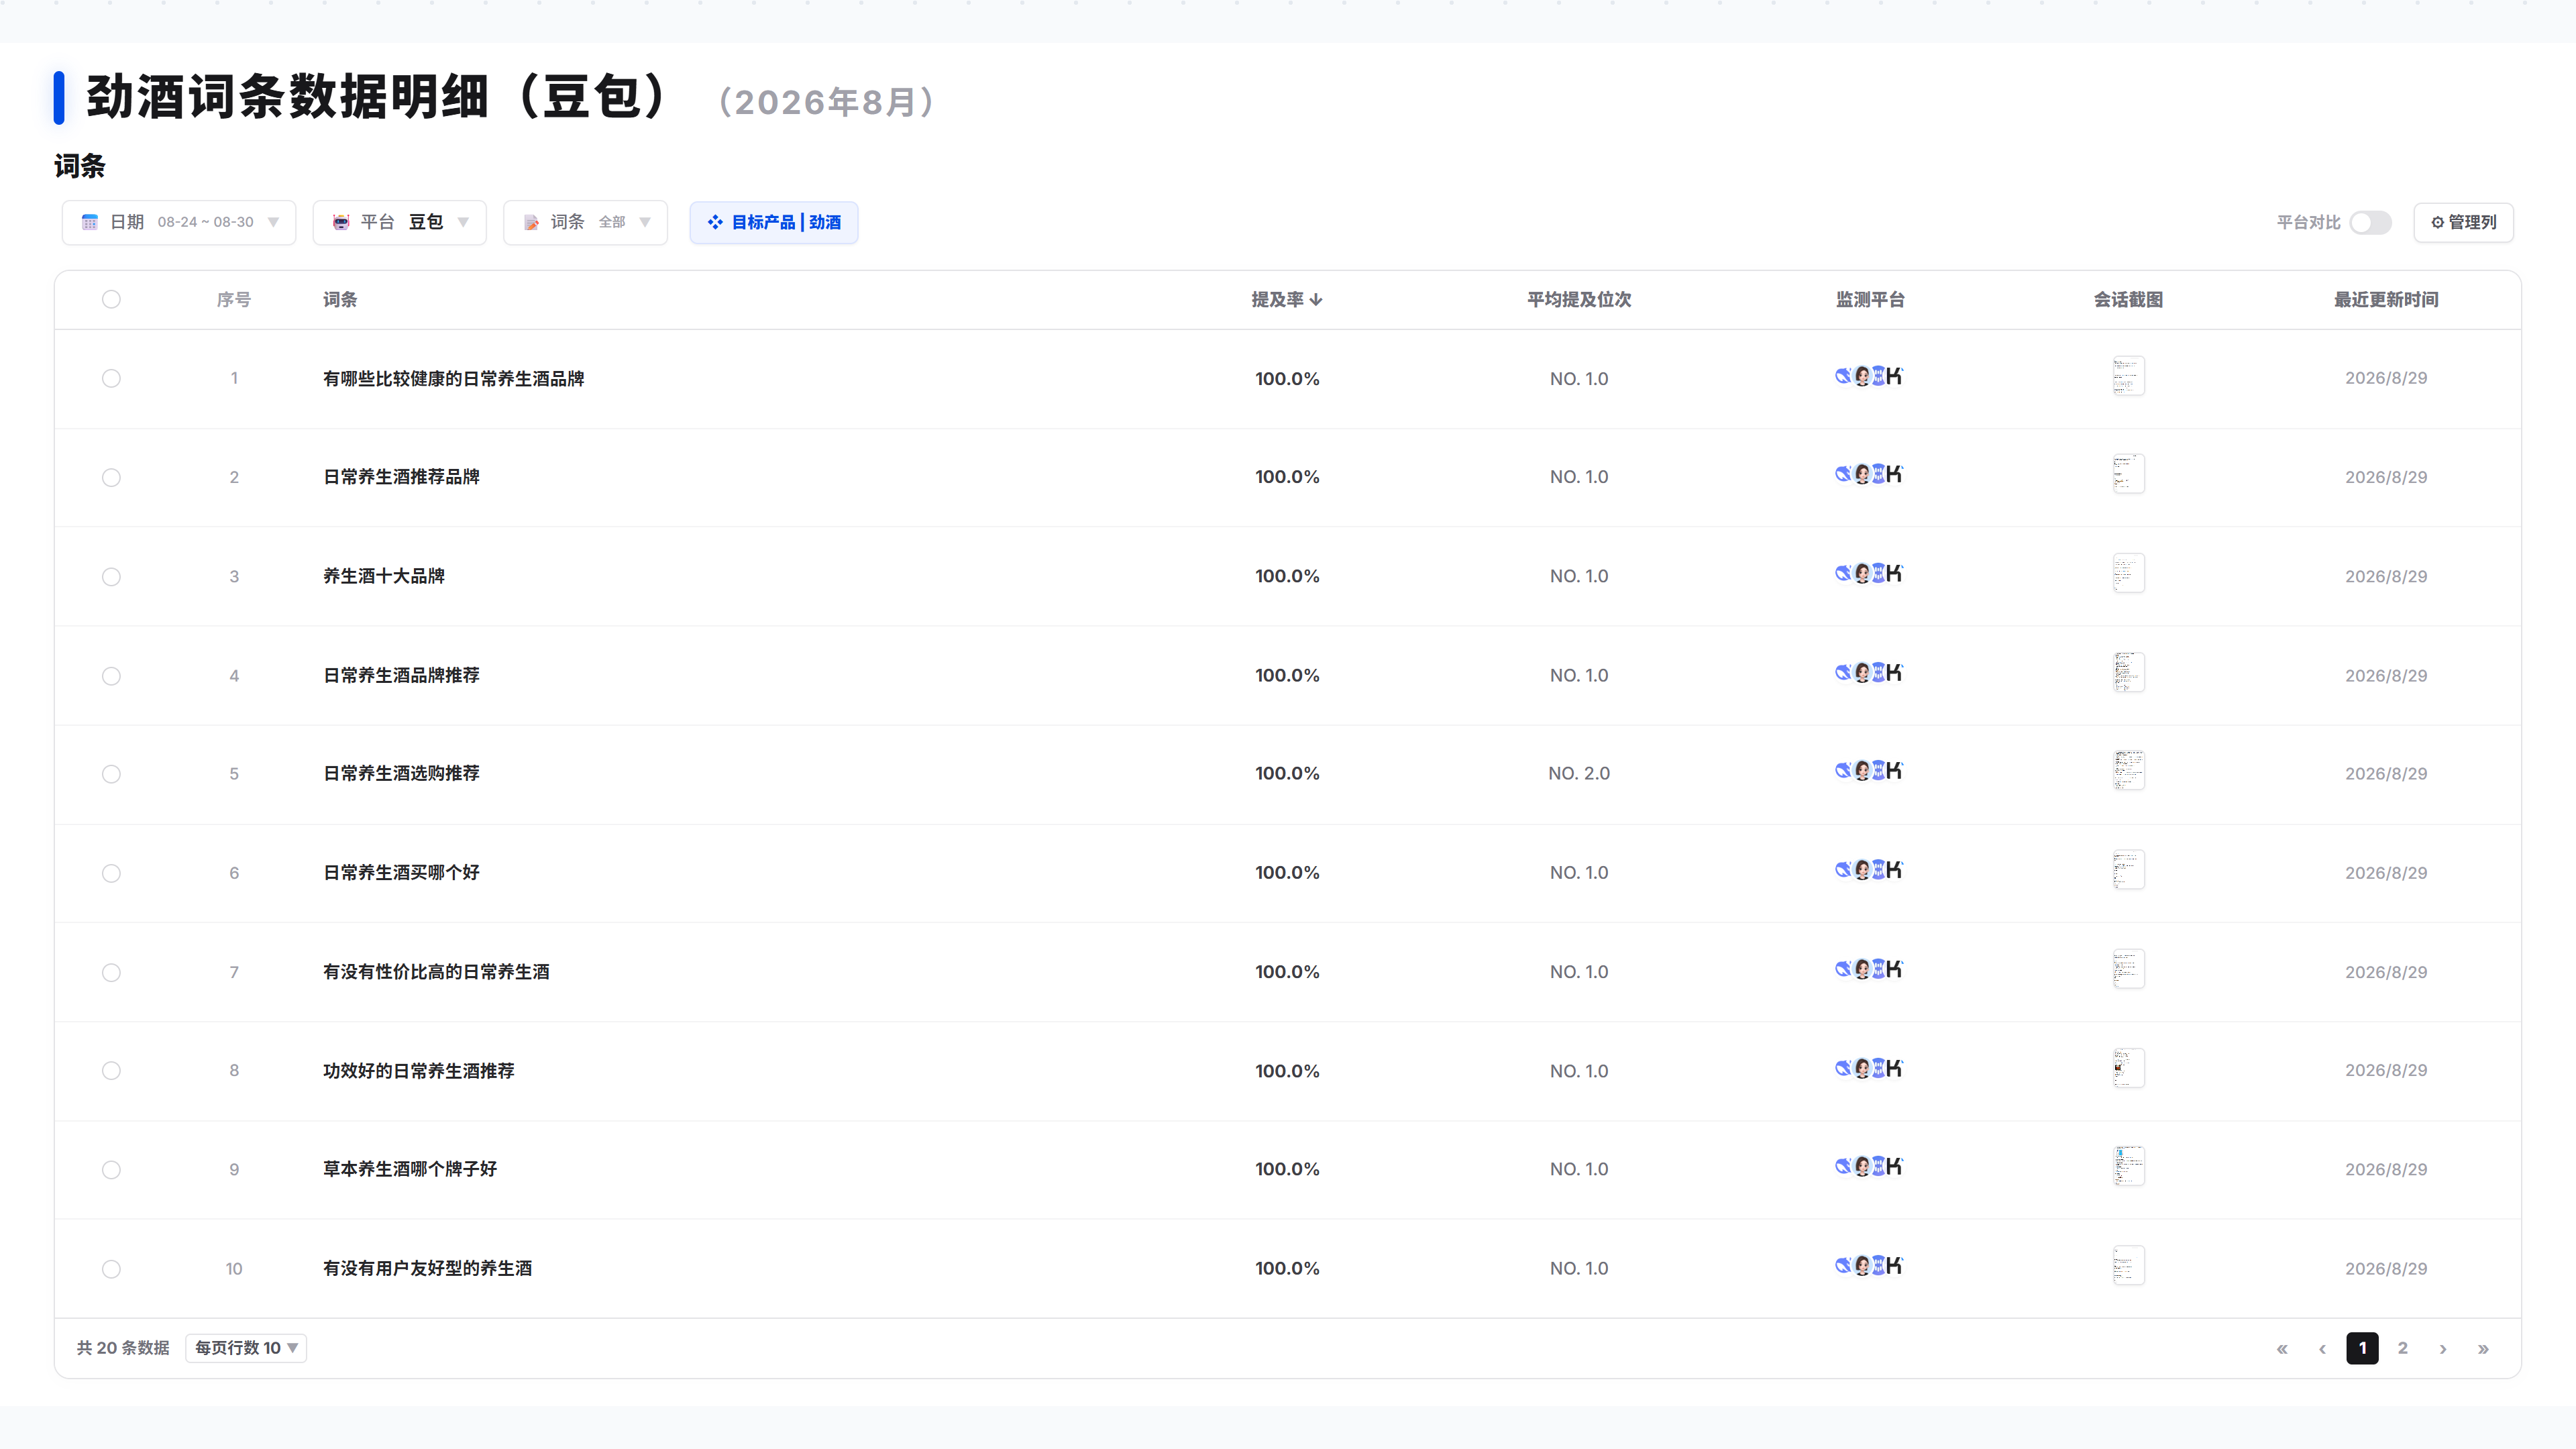 劲酒词条数据明细（豆包） （2026年8月）
词条
日期 08-24 ~ 08-30 平台 豆包 词条 全部 目标产品 | 劲酒 平台对比 管理列
序号 词条 提及率 平均提及位次 监测平台 会话截图 最近更新时间
1 有哪些比较健康的日常养生酒品牌 100.0% NO. 1.0 2026/8/29
2 日常养生酒推荐品牌 100.0% NO. 1.0 2026/8/29
3 养生酒十大品牌 100.0% NO. 1.0 2026/8/29
4 日常养生酒品牌推荐 100.0% NO. 1.0 2026/8/29
5 日常养生酒选购推荐 100.0% NO. 2.0 2026/8/29
6 日常养生酒买哪个好 100.0% NO. 1.0 2026/8/29
7 有没有性价比高的日常养生酒 100.0% NO. 1.0 2026/8/29
8 功效好的日常养生酒推荐 100.0% NO. 1.0 2026/8/29
9 草本养生酒哪个牌子好 100.0% NO. 1.0 2026/8/29
10 有没有用户友好型的养生酒 100.0% NO. 1.0 2026/8/29
共 20 条数据 每页行数 10 « ‹ 1 2 › »